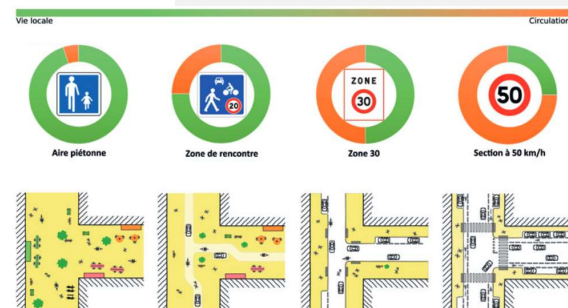 Vie locale
Circulation
20
ZONE
30
50
Aire piétonne
Zone de rencontre
Zone 30
Section à 50 km/h